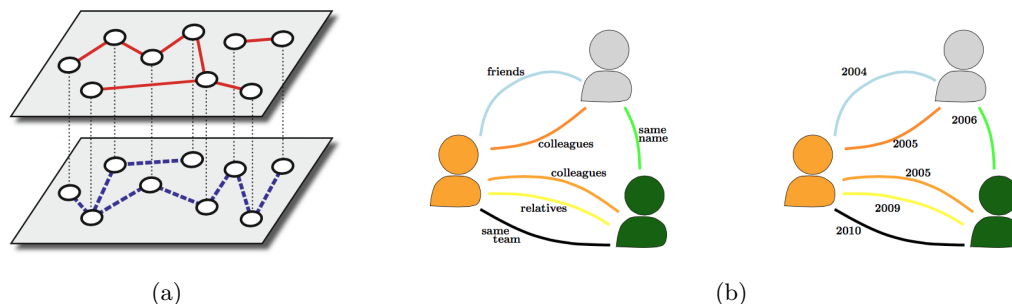 friends
colleagues
same
name
colleagues
relatives
same
team
2004
2006
2005
2005
2009
2010
(a)
(b)